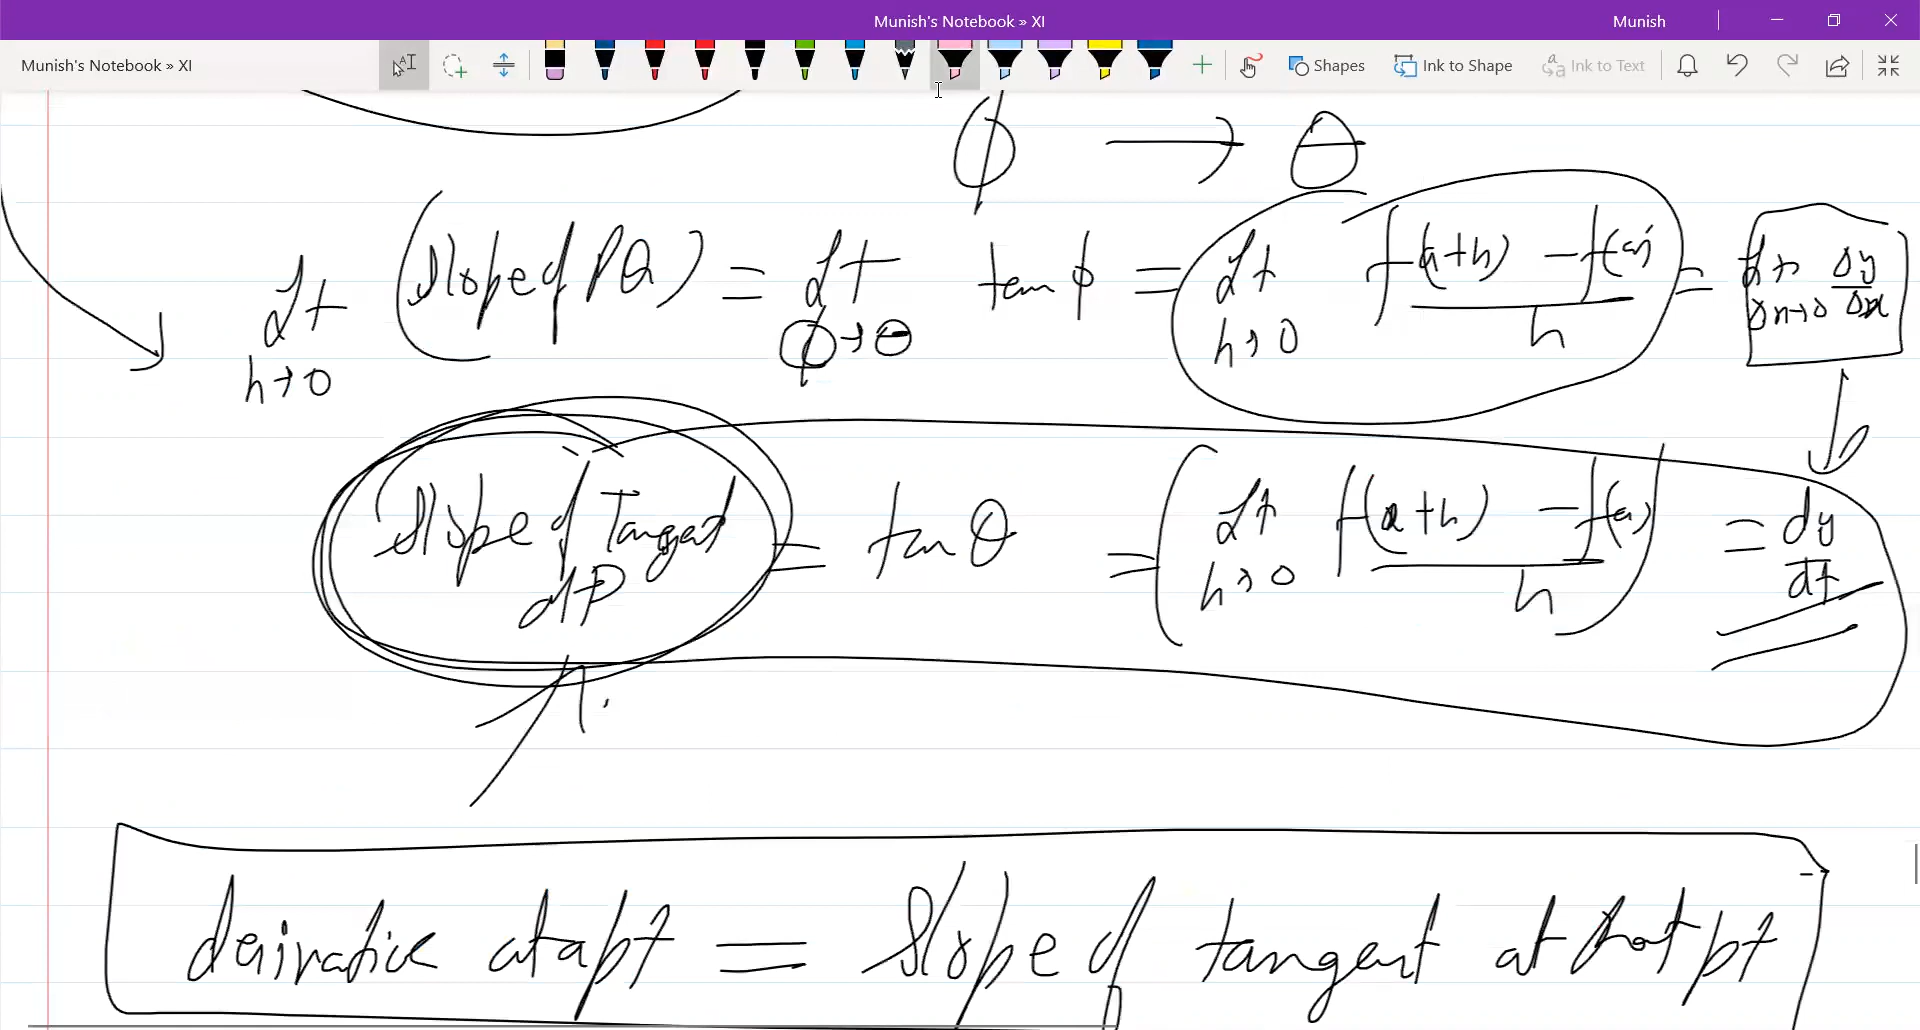 Munish's Notebook » XI
Munish
Munish's Notebook » XI
Shapes
Ink to Shape
Ink to Text
ϕ → θ
Lt h→0 (Slope of PQ) = Lt ϕ→θ tan ϕ = Lt h→0 f(a+h) - f(a) / h = Lt Δx→0 Δy/Δx
Slope of Tangent at P = tan θ = (Lt h→0 f(a+h) - f(a) / h) = dy/dt
derivative at a pt = Slope of tangent at that pt